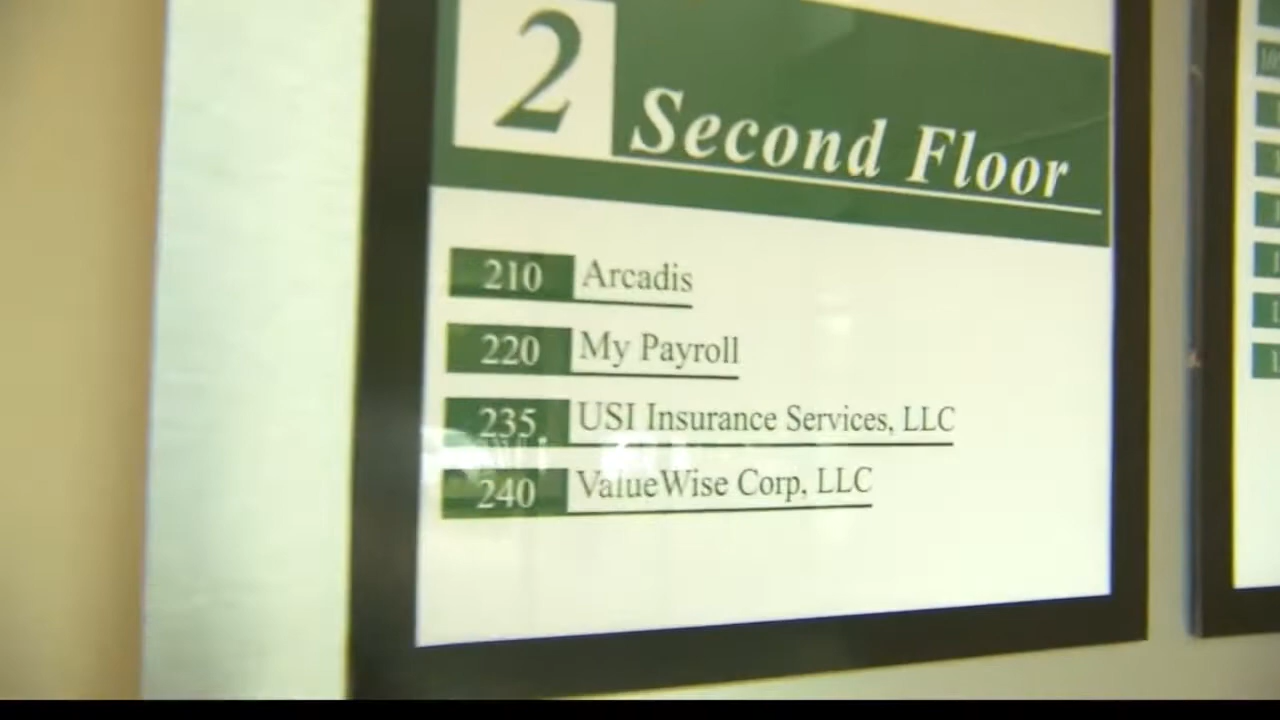 2 Second Floor
210 Arcadis
220 My Payroll
235 USI Insurance Services, LLC
240 ValueWise Corp, LLC